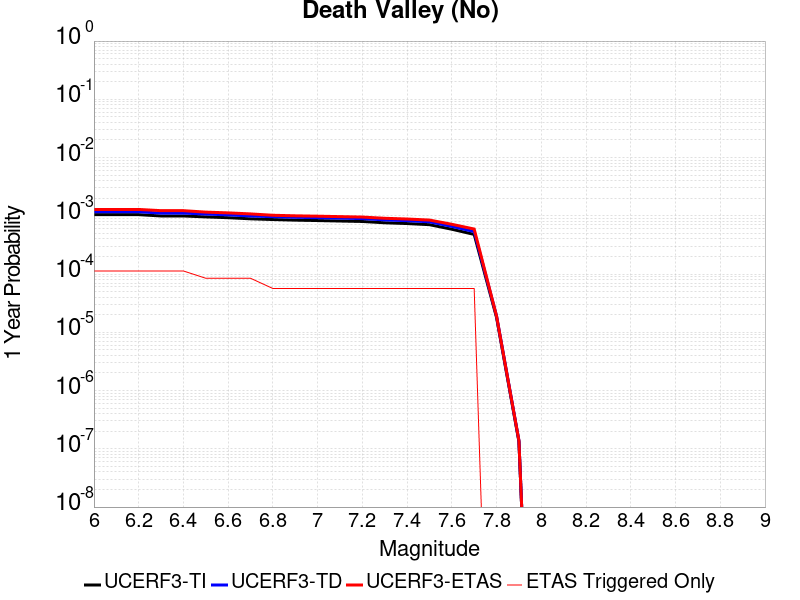 Death Valley (No)
10^0
10^-1
10^-2
10^-3
10^-4
10^-5
10^-6
10^-7
10^-8
1 Year Probability
6 6.2 6.4 6.6 6.8 7 7.2 7.4 7.6 7.8 8 8.2 8.4 8.6 8.8 9
Magnitude
UCERF3-TI UCERF3-TD UCERF3-ETAS ETAS Triggered Only